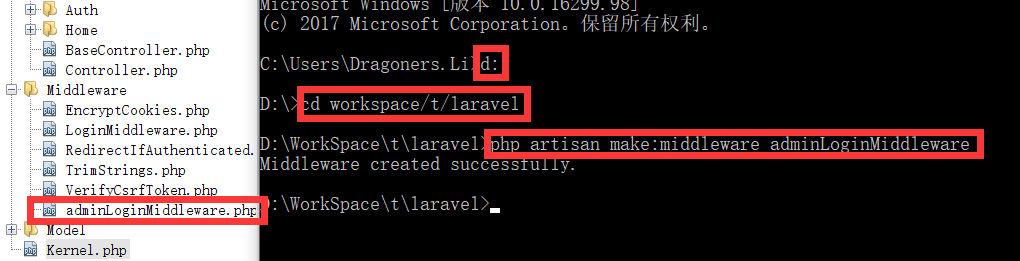 Auth
Home
BaseController.php
Controller.php
Middleware
EncryptCookies.php
LoginMiddleware.php
RedirectIfAuthenticated.
TrimStrings.php
VerifyCsrfToken.php
adminLoginMiddleware.php
Model
Kernel.php
Microsoft Windows [版本 10.0.16299.98]
(c) 2017 Microsoft Corporation。保留所有权利。
C:\Users\Dragoners.Li>d:
D:\>cd workspace/t/laravel
D:\WorkSpace\t\laravel>php artisan make:middleware adminLoginMiddleware
Middleware created successfully.
D:\WorkSpace\t\laravel>